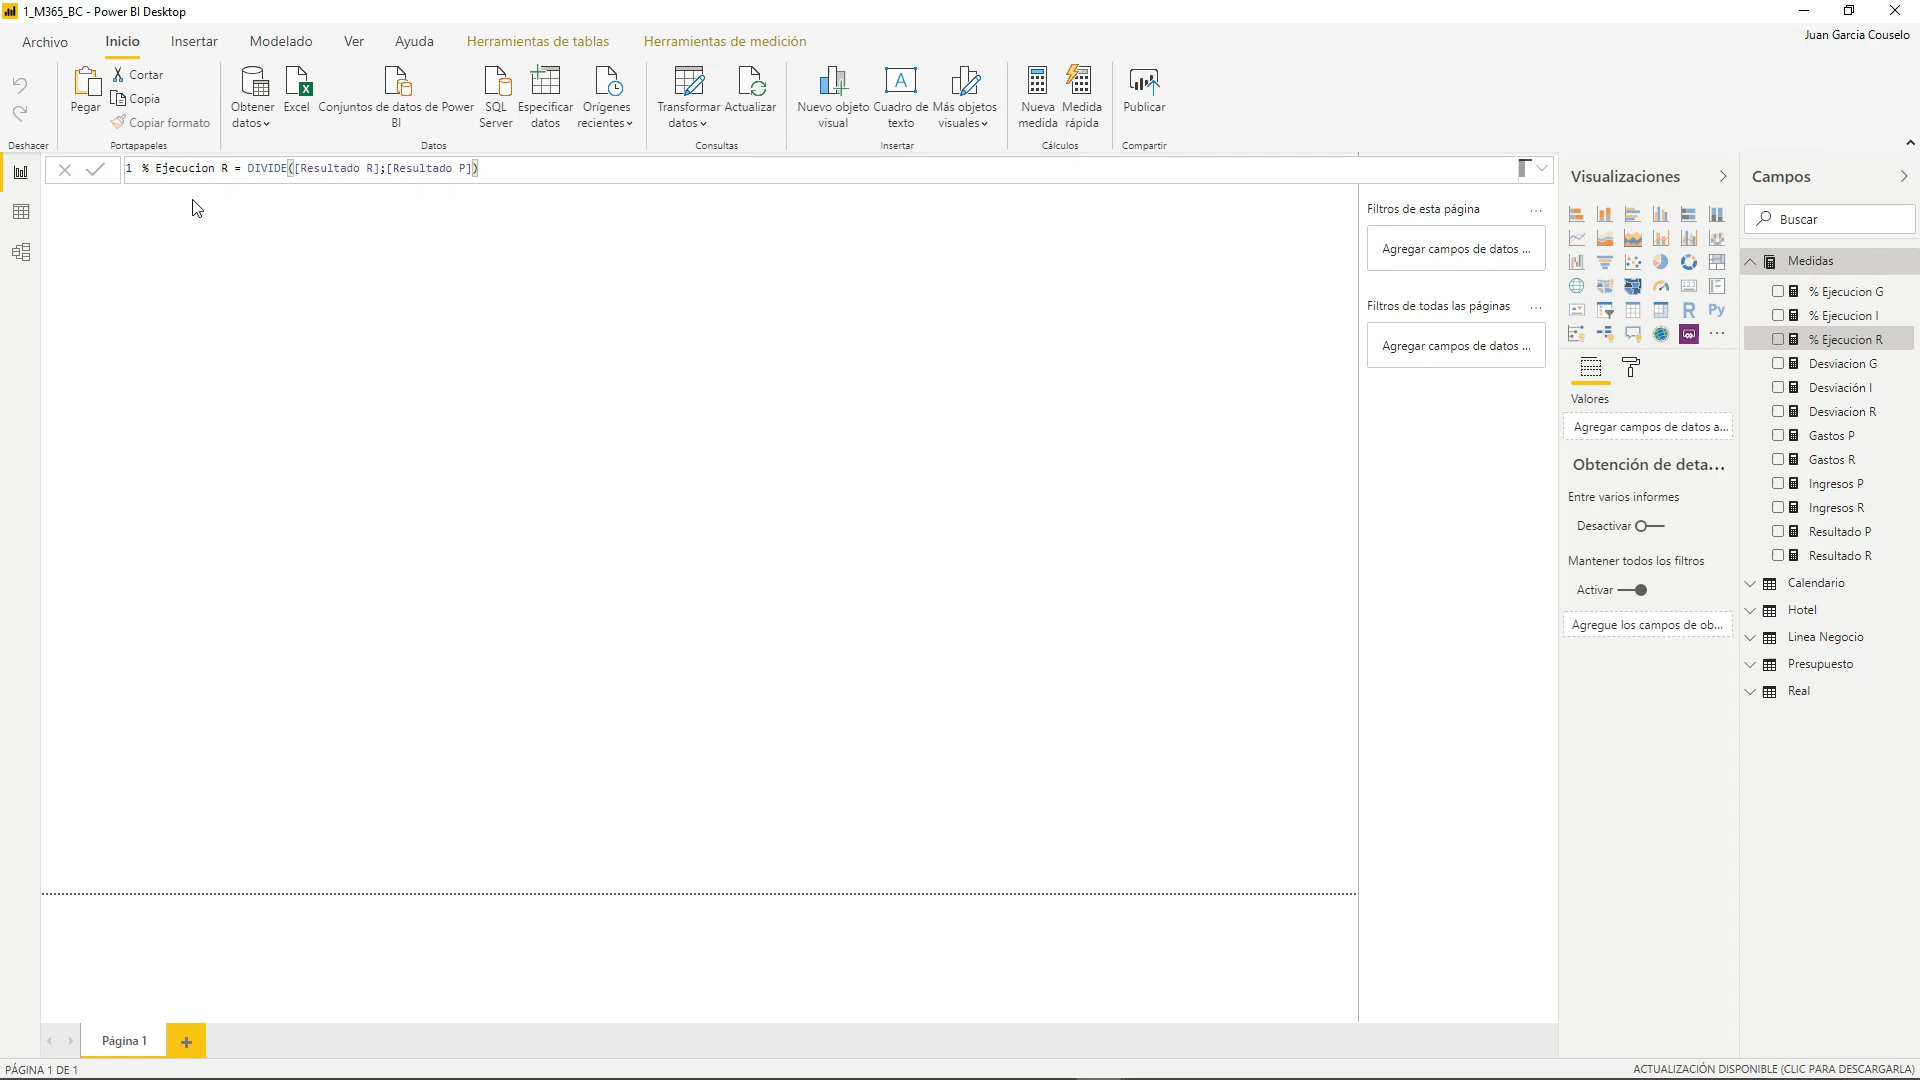 1_M365_BC - Power BI Desktop
Juan Garcia Couselo
Archivo Inicio Insertar Modelado Ver Ayuda Herramientas de tablas Herramientas de medición
Deshacer
Pegar
Cortar
Copia
Copiar formato
Portapapeles
Obtener datos
Excel
Conjuntos de datos de Power BI
SQL Server
Especificar datos
Orígenes recientes
Datos
Transformar datos
Actualizar
Consultas
Nuevo objeto visual
Cuadro de texto
Más objetos visuales
Insertar
Nueva medida
Medida rápida
Cálculos
Publicar
Compartir
1 % Ejecucion R = DIVIDE([Resultado R];[Resultado P])
Filtros de esta página ...
Agregar campos de datos ...
Filtros de todas las páginas ...
Agregar campos de datos ...
Visualizaciones
R Py
123
...
Valores
Agregar campos de datos a...
Obtención de deta...
Entre varios informes
Desactivar
Mantener todos los filtros
Activar
Agregue los campos de ob...
Campos
Buscar
Medidas
% Ejecucion G
% Ejecucion I
% Ejecucion R
Desviacion G
Desviación I
Desviacion R
Gastos P
Gastos R
Ingresos P
Ingresos R
Resultado P
Resultado R
Calendario
Hotel
Linea Negocio
Presupuesto
Real
Página 1
+
PÁGINA 1 DE 1
ACTUALIZACIÓN DISPONIBLE (CLIC PARA DESCARGARLA)